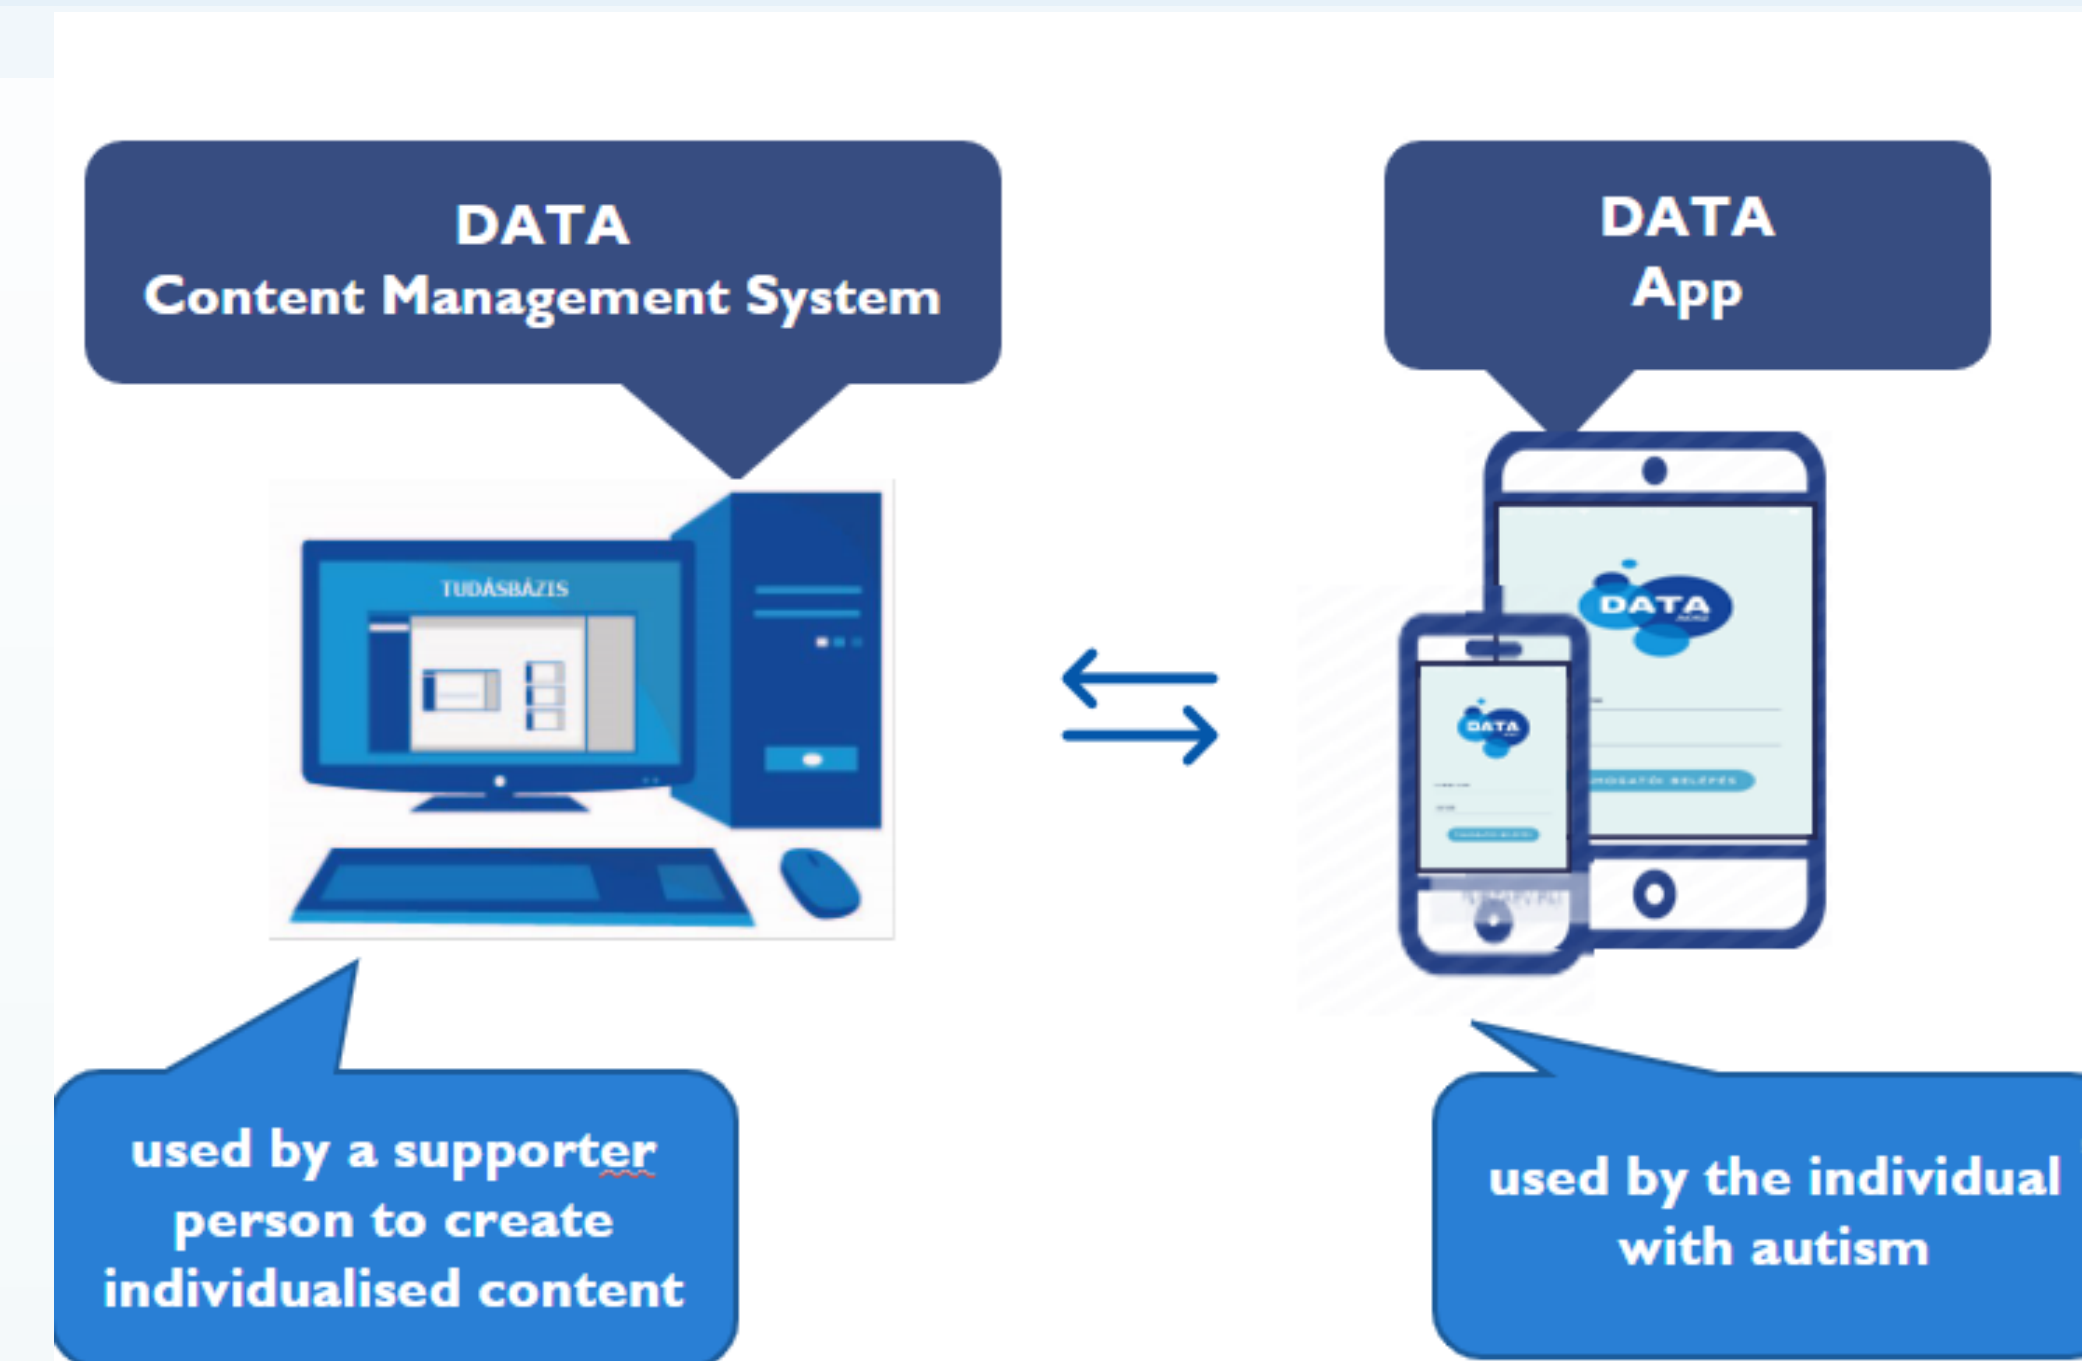 DATA
Content Management System
DATA
App
TUDÁSBÁZIS
DATA
DATA
BELÉPÉS
used by a supporter
person to create
individualised content
used by the individual
with autism